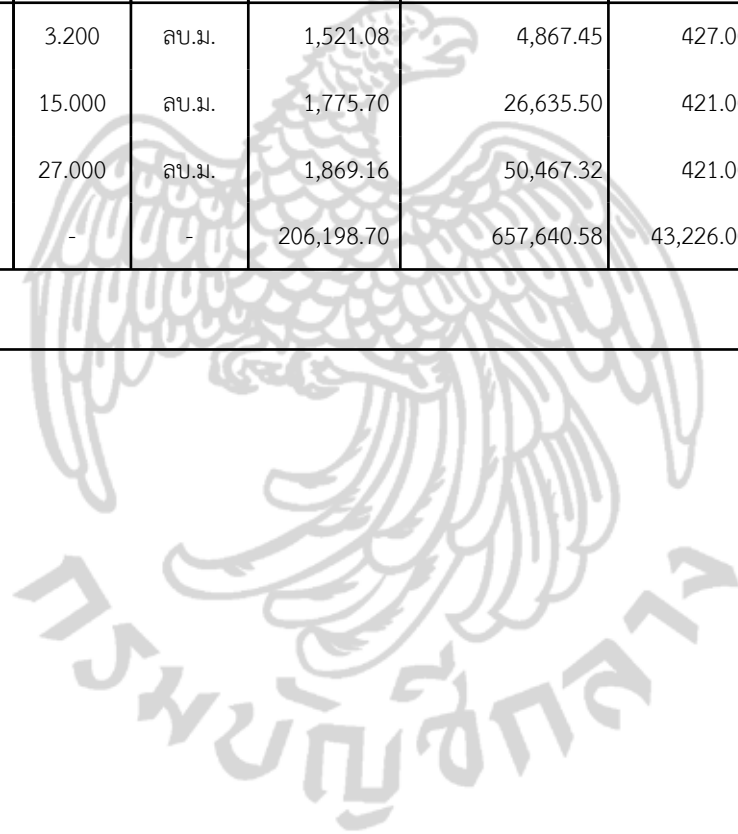 3.200 ลบ.ม. 1,521.08 4,867.45 427.0
15.000 ลบ.ม. 1,775.70 26,635.50 421.0
27.000 ลบ.ม. 1,869.16 50,467.32 421.0
- - 206,198.70 657,640.58 43,226.0
กรมบัญชีกลาง